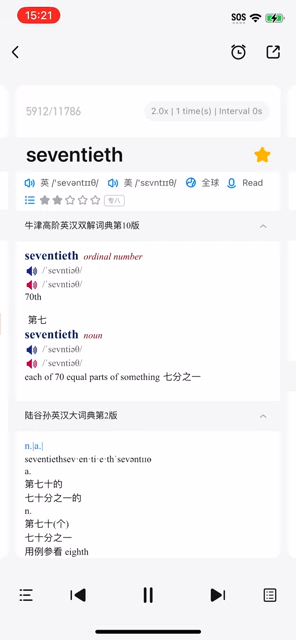 15:21
SOS
5912/11786
2.0x | 1 time(s) | Interval 0s
seventieth
英 /ˈsevəntɪɪθ/ 美 /ˈsɛvntɪɪθ/ 全球 Read
专八
牛津高阶英汉双解词典第10版
seventieth ordinal number
/ˈsevntiəθ/
/ˈsevntiəθ/
70th
第七
seventieth noun
/ˈsevntiəθ/
/ˈsevntiəθ/
each of 70 equal parts of something 七分之一
陆谷孙英汉大词典第2版
n.|a.|
seventiethsev·en·ti·e·thˈsevəntɪɪθ
a.
第七十的
七十分之一的
n.
第七十(个)
七十分之一
用例参看 eighth